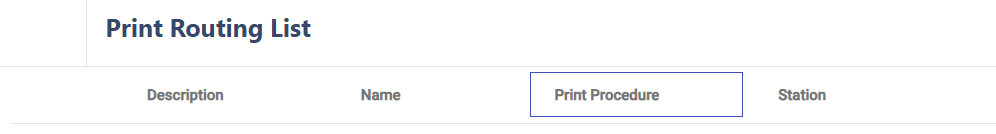 Print Routing List
Description Name Print Procedure Station